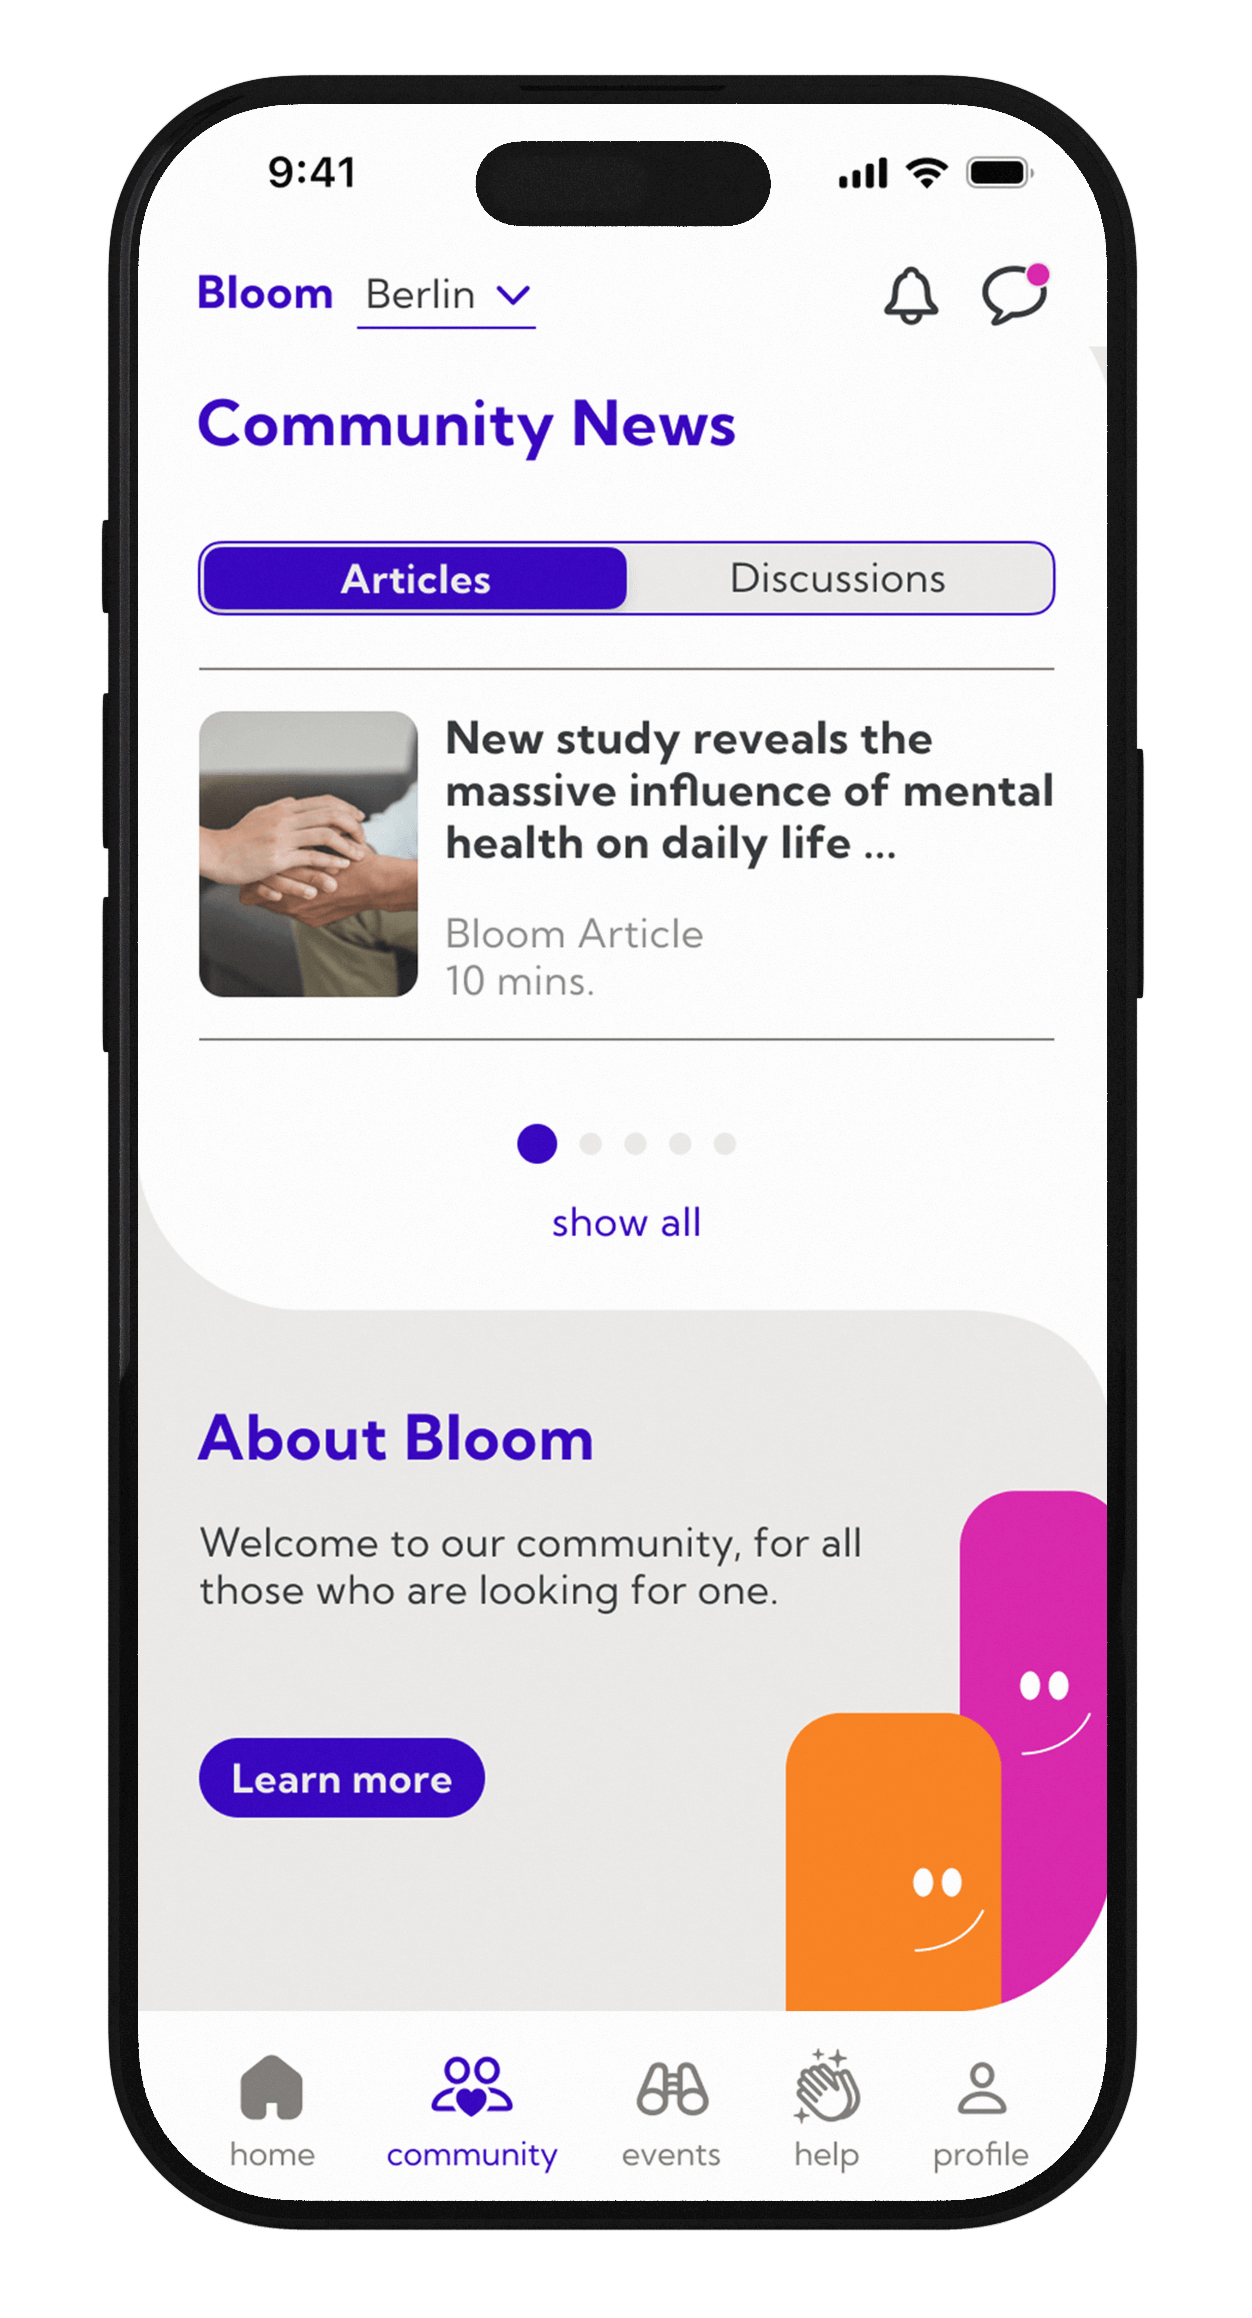 9:41
Bloom Berlin
Community News
Articles Discussions
New study reveals the
massive influence of mental
health on daily life ...
Bloom Article
10 mins.
show all
About Bloom
Welcome to our community, for all
those who are looking for one.
Learn more
home community events help profile